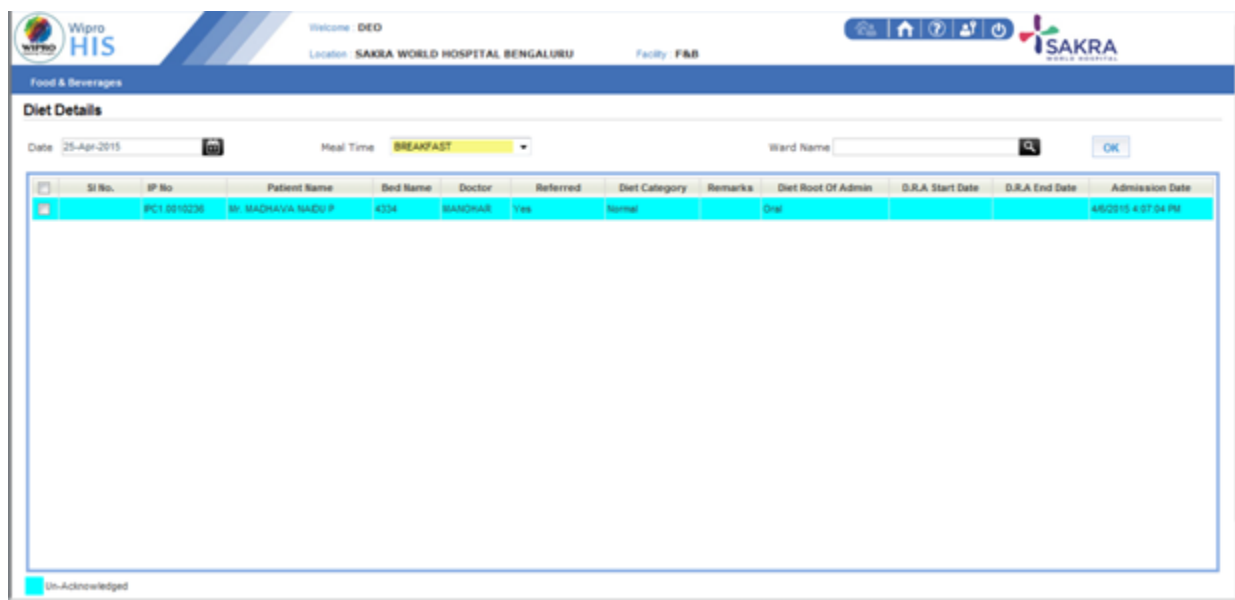 Wipro
HIS
WIPRO
Welcome : DEO
Location : SAKRA WORLD HOSPITAL BENGALURU Facility : F&B
SAKRA
WORLD HOSPITAL
Food & Beverages
Diet Details
Date 25-Apr-2015 Meal Time BREAKFAST Ward Name OK
Sl No. IP No Patient Name Bed Name Doctor Referred Diet Category Remarks Diet Root Of Admin D.R.A Start Date D.R.A End Date Admission Date
IPC1.0010236 Mr. MADHAVA NAIDU P 4334 MANOHAR Yes Normal Oral 4/6/2015 4:07:04 PM
Un-Acknowledged